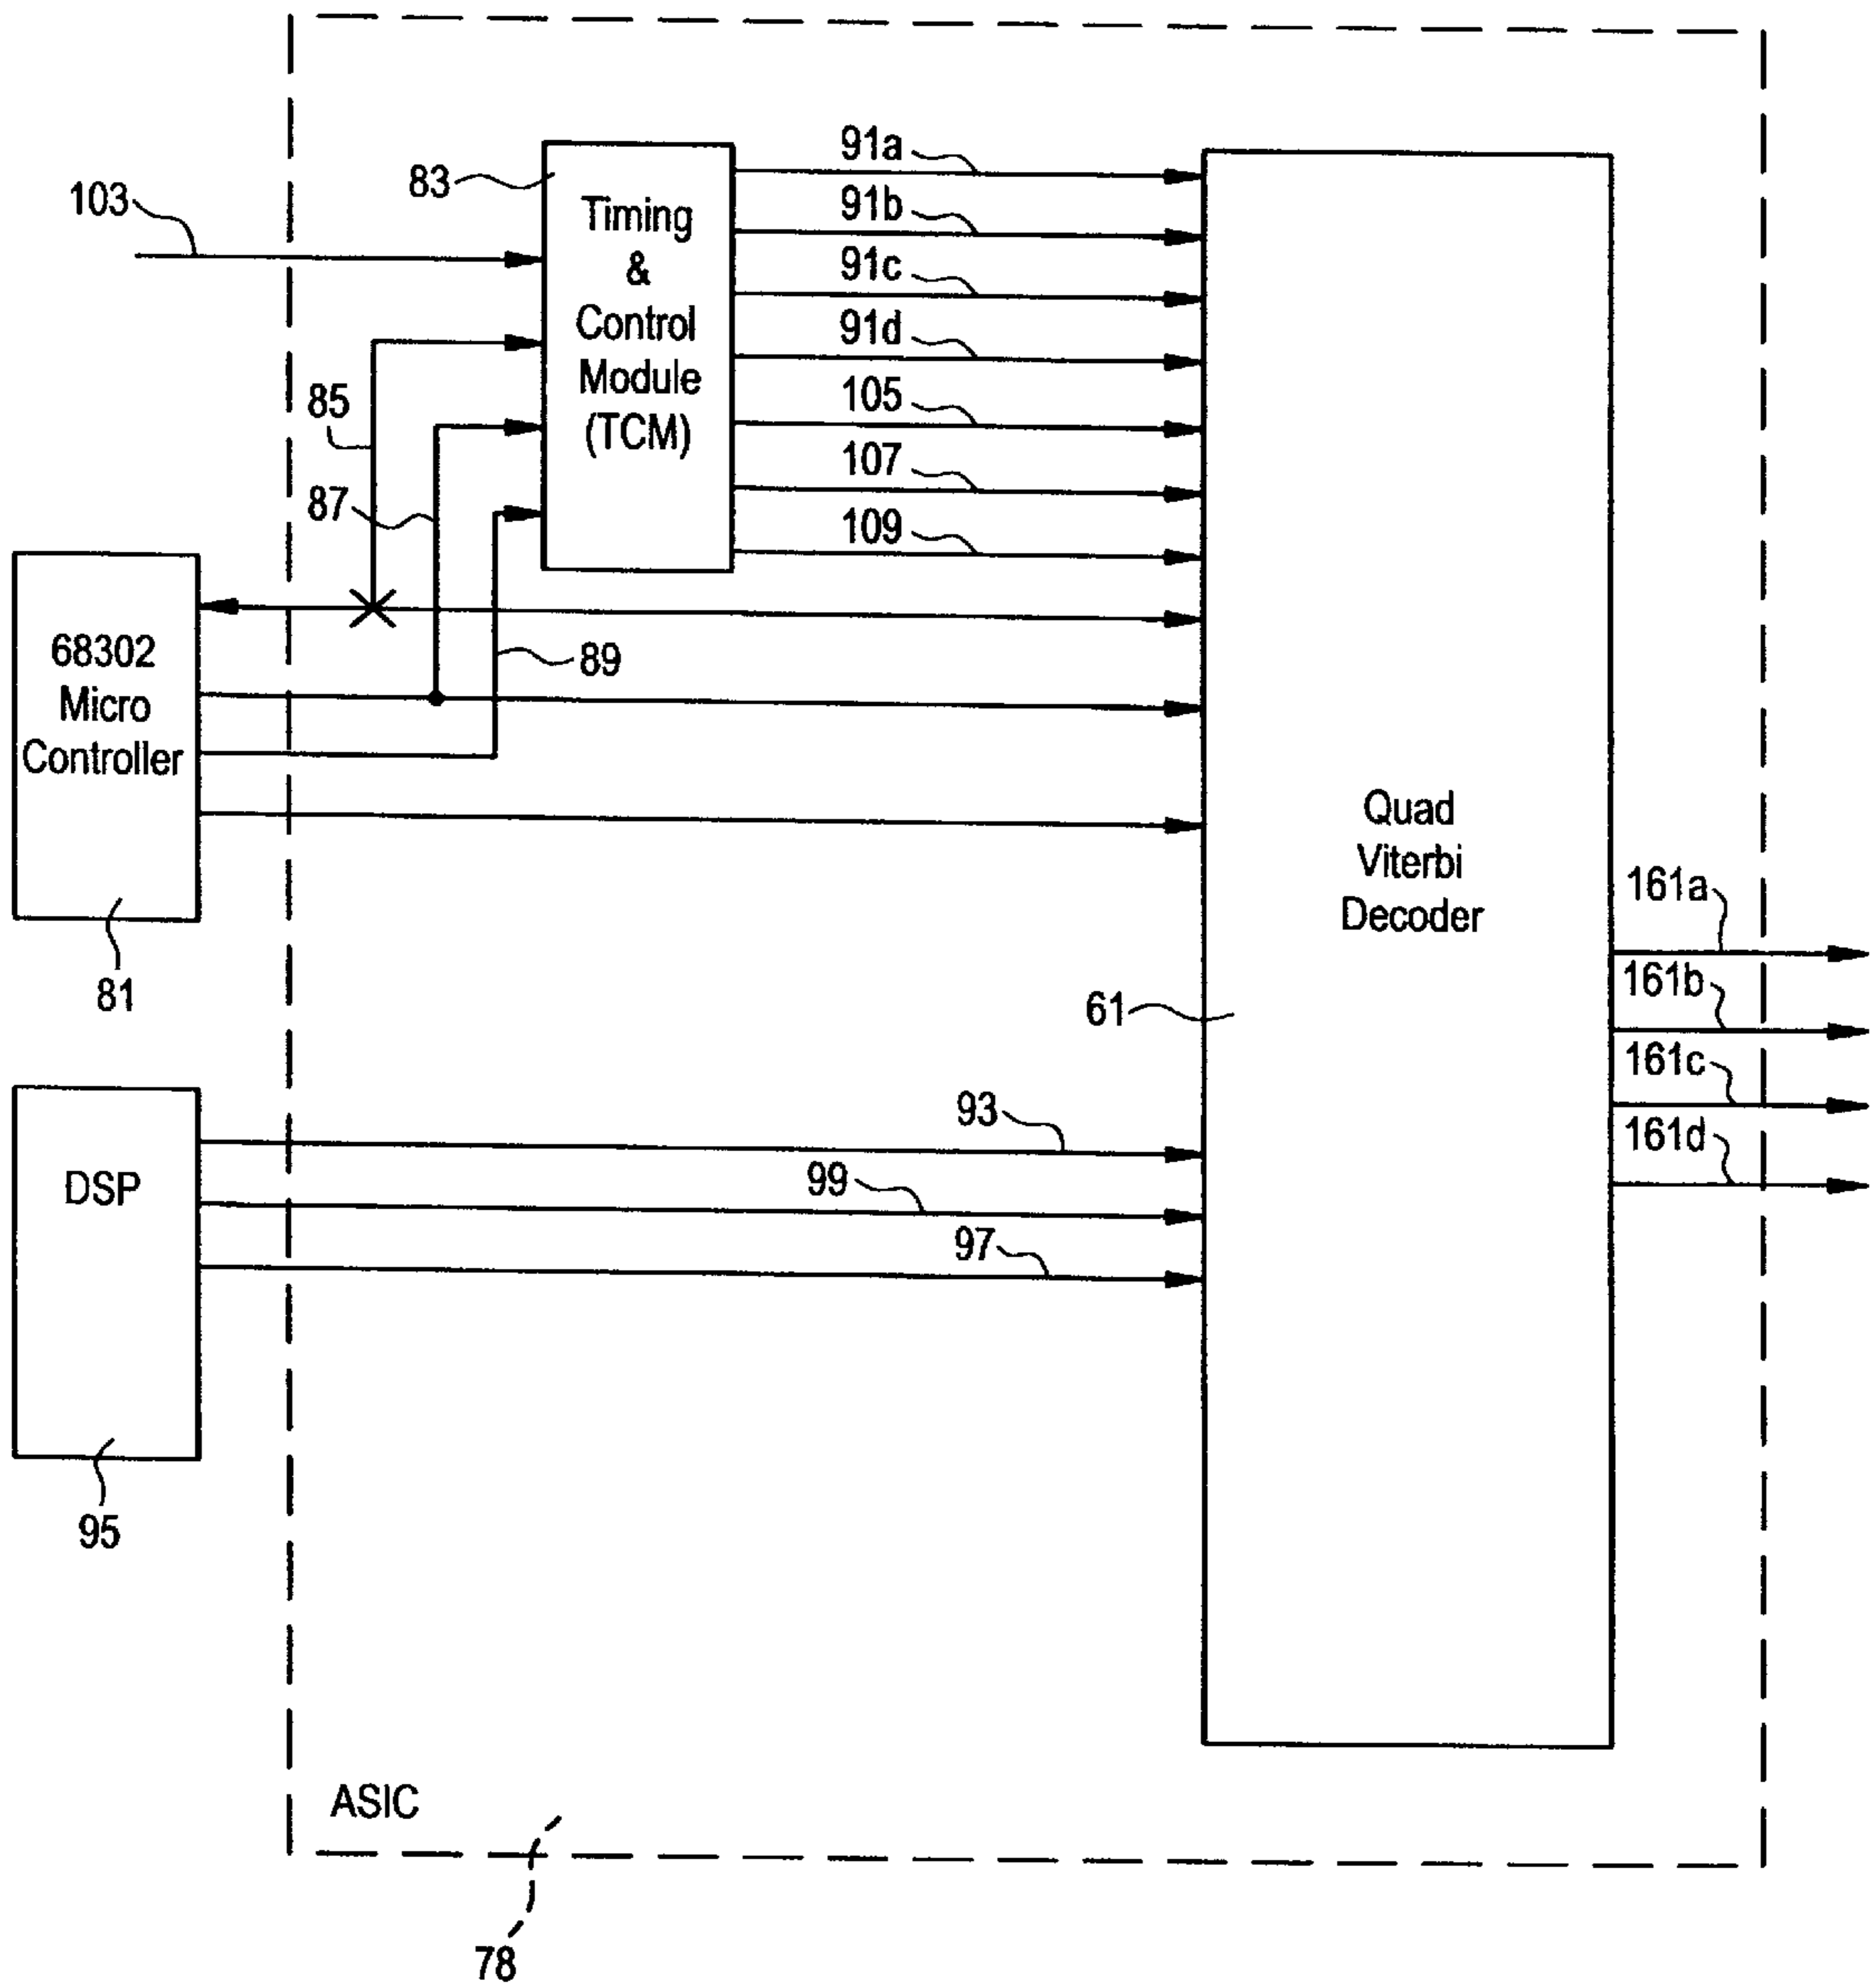 91a
83
Timing
&
Control
Module
(TCM)
103
91b
91c
91d
85
105
107
87
109
68302
Micro
Controller
89
81
Quad
Viterbi
Decoder
61
161a
161b
161c
161d
93
DSP
99
97
95
ASIC
78